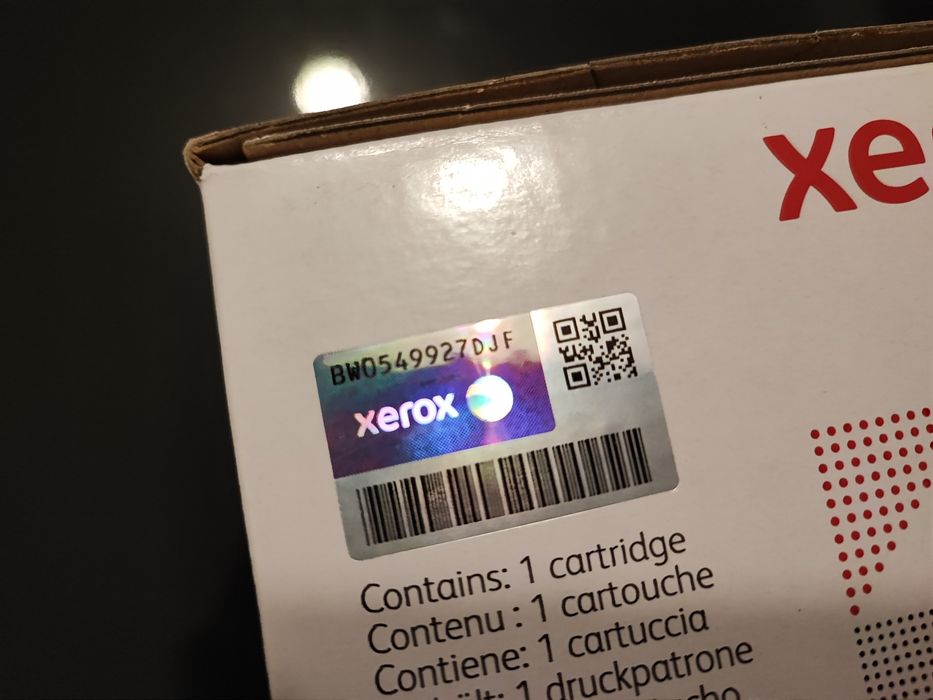 xe
BW0549927DJF
xerox
Contains: 1 cartridge
Contenu : 1 cartouche
Contiene: 1 cartuccia
1 druckpatrone